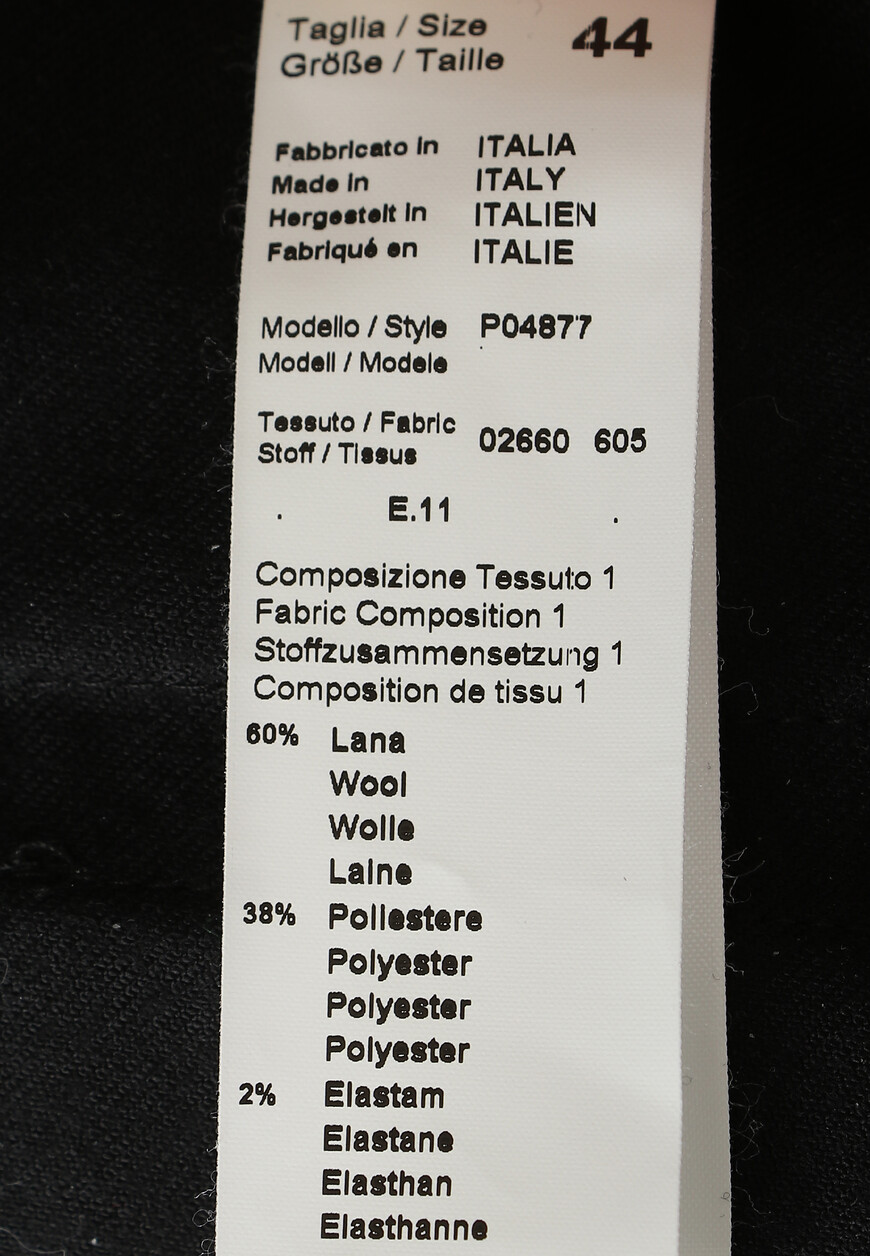 Taglia / Size 44
Größe / Taille
Fabbricato in ITALIA
Made in ITALY
Hergestelt in ITALIEN
Fabriqué en ITALIE
Modello / Style P04877
Modell / Modele
Tessuto / Fabric
Stoff / Tissus 02660 605
. E.11 .
Composizione Tessuto 1
Fabric Composition 1
Stoffzusammensetzung 1
Composition de tissu 1
60% Lana
Wool
Wolle
Laine
38% Poliestere
Polyester
Polyester
Polyester
2% Elastam
Elastane
Elasthan
Elasthanne